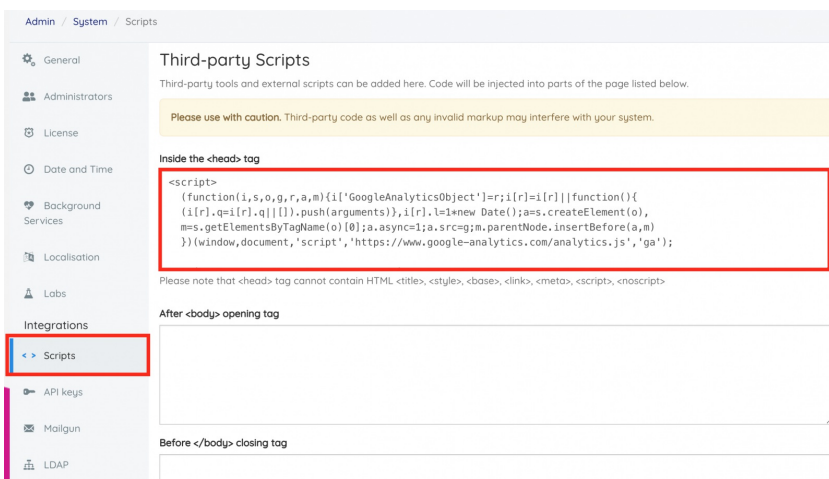 Admin / System / Scripts
General
Administrators
License
Date and Time
Background
Services
Localisation
Labs
Integrations
< > Scripts
API keys
Mailgun
LDAP
Third-party Scripts
Third-party tools and external scripts can be added here. Code will be injected into parts of the page listed below.
Please use with caution. Third-party code as well as any invalid markup may interfere with your system.
Inside the <head> tag
<script>
(function(i,s,o,g,r,a,m){i['GoogleAnalyticsObject']=r;i[r]=i[r]||function(){
(i[r].q=i[r].q||[]).push(arguments)},i[r].l=1*new Date();a=s.createElement(o),
m=s.getElementsByTagName(o)[0];a.async=1;a.src=g;m.parentNode.insertBefore(a,m)
})(window,document,'script','https://www.google-analytics.com/analytics.js','ga');
Please note that <head> tag cannot contain HTML <title>, <style>, <base>, <link>, <meta>, <script>, <noscript>
After <body> opening tag
Before </body> closing tag